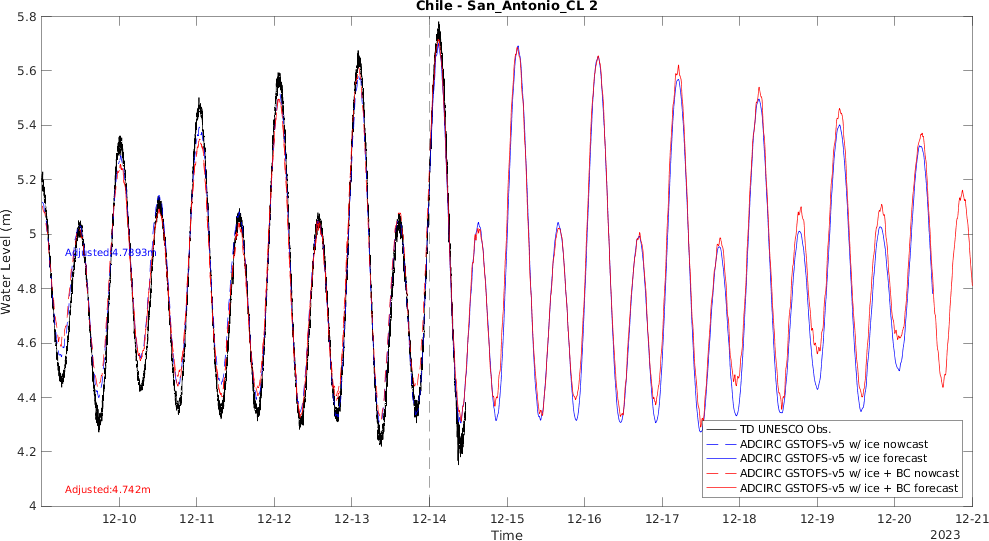 Chile - San_Antonio_CL 2
Water Level (m)
5.8
5.6
5.4
5.2
5
4.8
4.6
4.4
4.2
4
Adjusted:4.7393m
Adjusted:4.742m
TD UNESCO Obs.
ADCIRC GSTOFS-v5 w/ ice nowcast
ADCIRC GSTOFS-v5 w/ ice forecast
ADCIRC GSTOFS-v5 w/ ice + BC nowcast
ADCIRC GSTOFS-v5 w/ ice + BC forecast
12-10 12-11 12-12 12-13 12-14 12-15 12-16 12-17 12-18 12-19 12-20 12-21
Time
2023